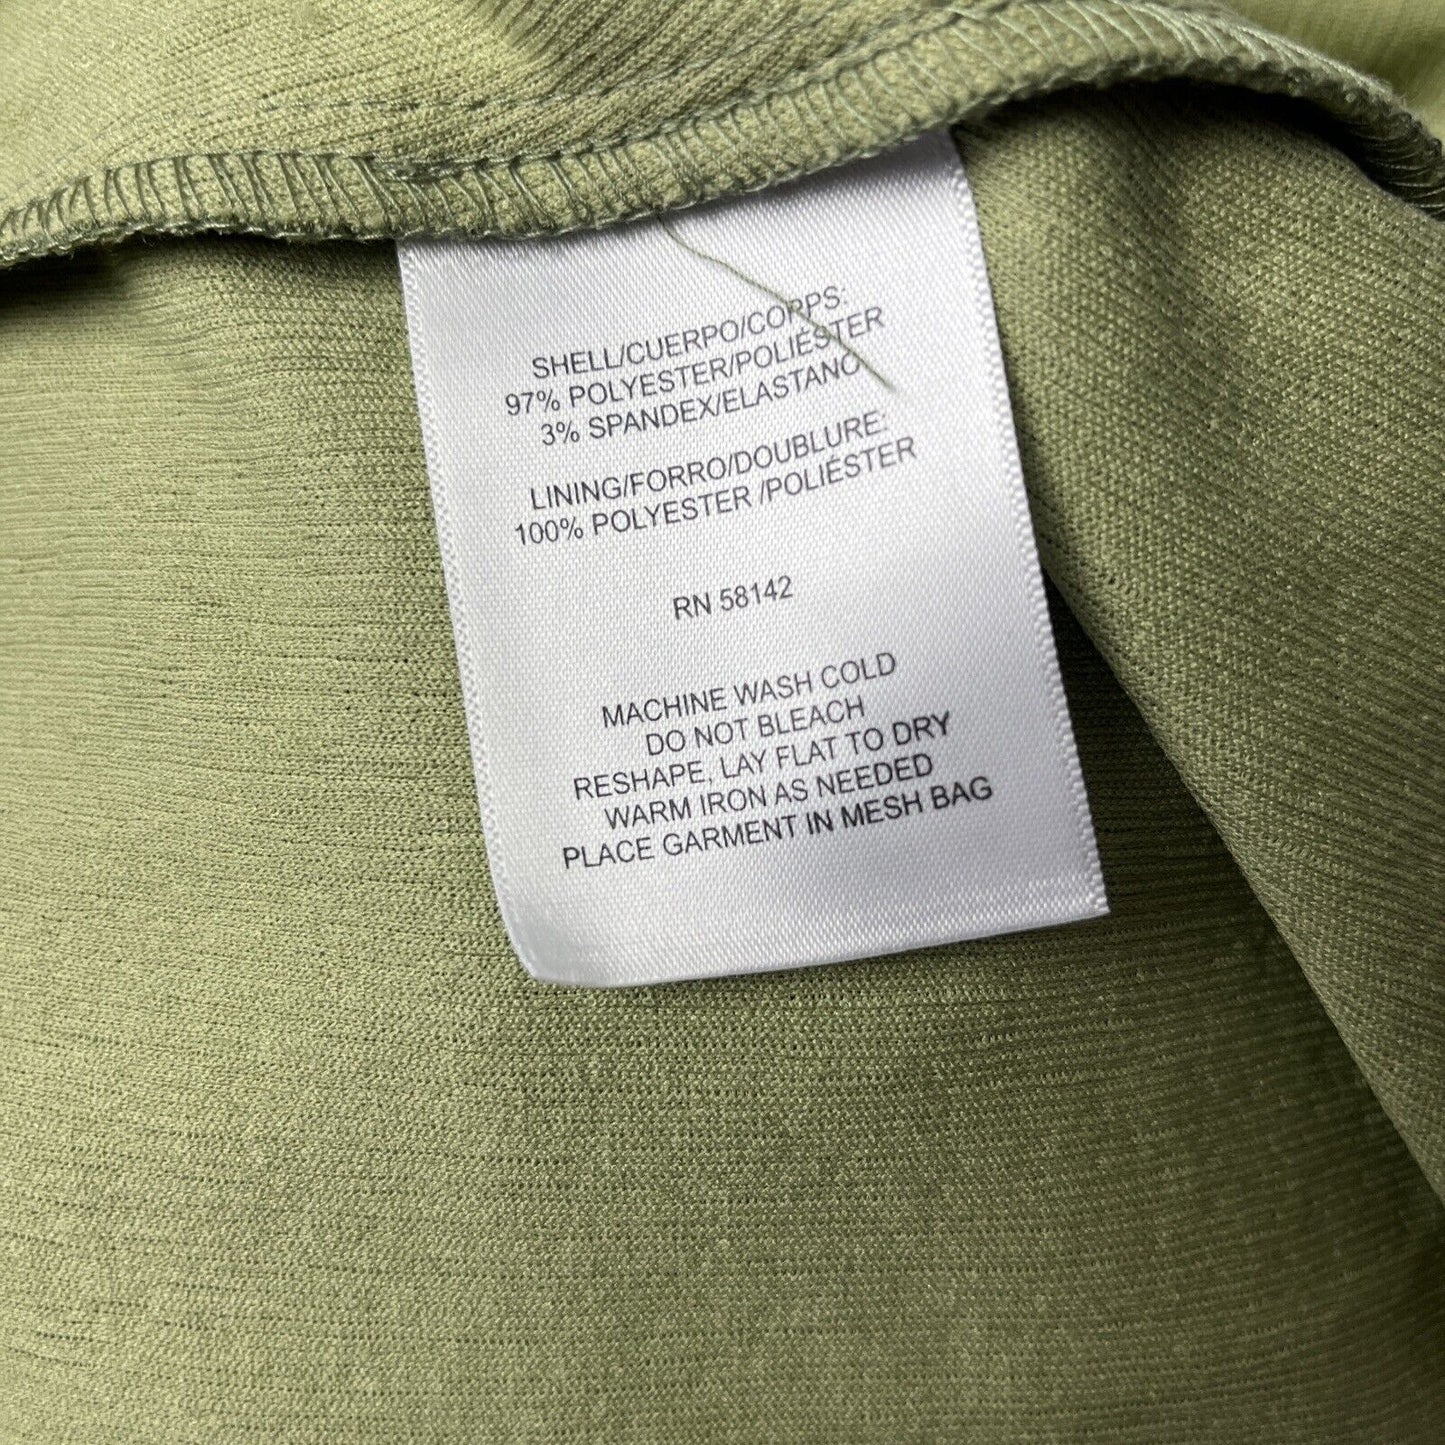 SHELL/CUERPO/CORPS:
97% POLYESTER/POLIÉSTER
3% SPANDEX/ELASTANO
LINING/FORRO/DOUBLURE:
100% POLYESTER /POLIÉSTER
RN 58142
MACHINE WASH COLD
DO NOT BLEACH
RESHAPE, LAY FLAT TO DRY
WARM IRON AS NEEDED
PLACE GARMENT IN MESH BAG